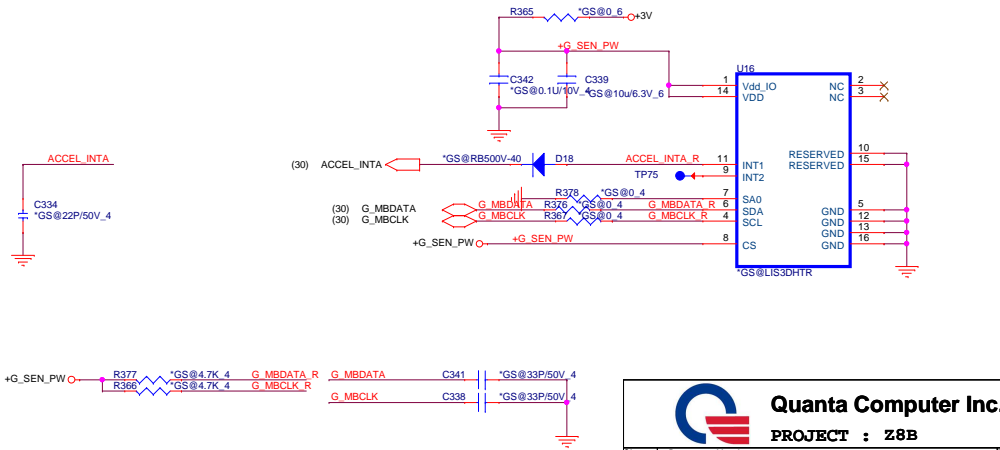 R365 *GS@0_6 +3V
+G_SEN_PW
U16
C342 C339
*GS@0.1U/10V_4 *GS@10u/6.3V_6
1 Vdd_IO NC 2
14 VDD NC 3
ACCEL_INTA
(30) ACCEL_INTA *GS@RB500V-40 D18 ACCEL_INTA_R 11 INT1
RESERVED 10
RESERVED 15
TP75 9 INT2
C334
*GS@22P/50V_4
R378 *GS@0_4 7 SA0
(30) G_MBDATA G_MBDATA R376 *GS@0_4 G_MBDATA_R 6 SDA GND 5
(30) G_MBCLK G_MBCLK R367 *GS@0_4 G_MBCLK_R 4 SCL GND 12
GND 13
+G_SEN_PW +G_SEN_PW 8 CS GND 16
*GS@LIS3DHTR
+G_SEN_PW R377 *GS@4.7K_4 G_MBDATA_R G_MBDATA C341 *GS@33P/50V_4
R366 *GS@4.7K_4 G_MBCLK_R
G_MBCLK C338 *GS@33P/50V_4
Quanta Computer Inc.
PROJECT : Z8B